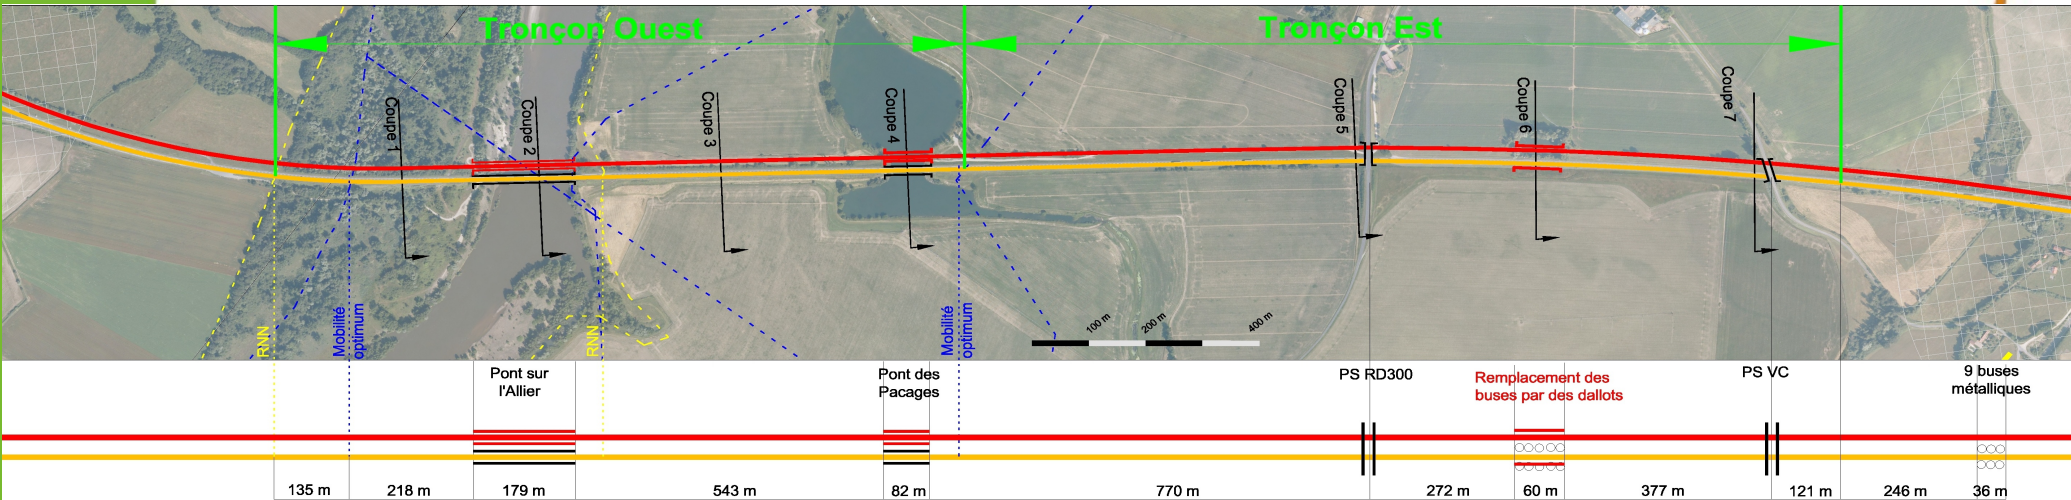 Tronçon Ouest
Tronçon Est
Coupe 1
Coupe 2
Coupe 3
Coupe 4
Coupe 5
Coupe 6
Coupe 7
RNN
Mobilité
optimum
RNN
Mobilité
optimum
100 m
200 m
400 m
Pont sur
l'Allier
Pont des
Pacages
PS RD300
Remplacement des
buses par des dallots
PS VC
9 buses
métalliques
135 m
218 m
179 m
543 m
82 m
770 m
272 m
60 m
377 m
121 m
246 m
36 m